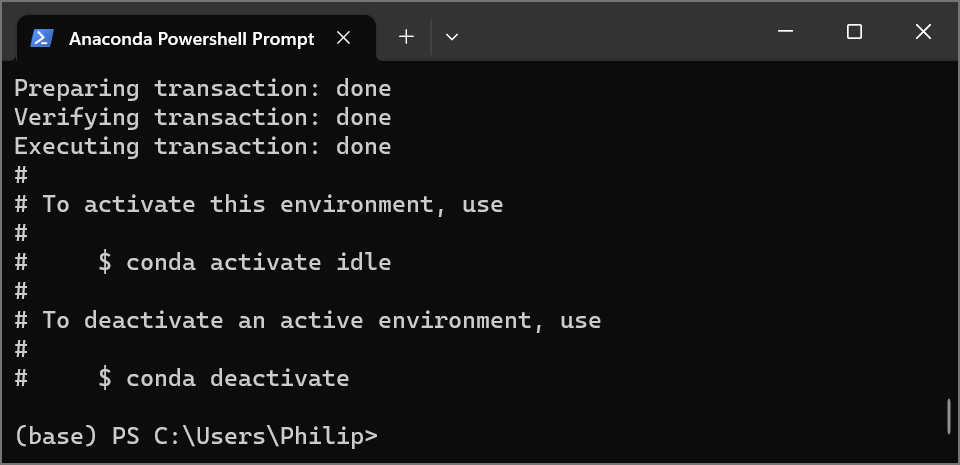 Anaconda Powershell Prompt
Preparing transaction: done
Verifying transaction: done
Executing transaction: done
#
# To activate this environment, use
#
#     $ conda activate idle
#
# To deactivate an active environment, use
#
#     $ conda deactivate

(base) PS C:\Users\Philip>